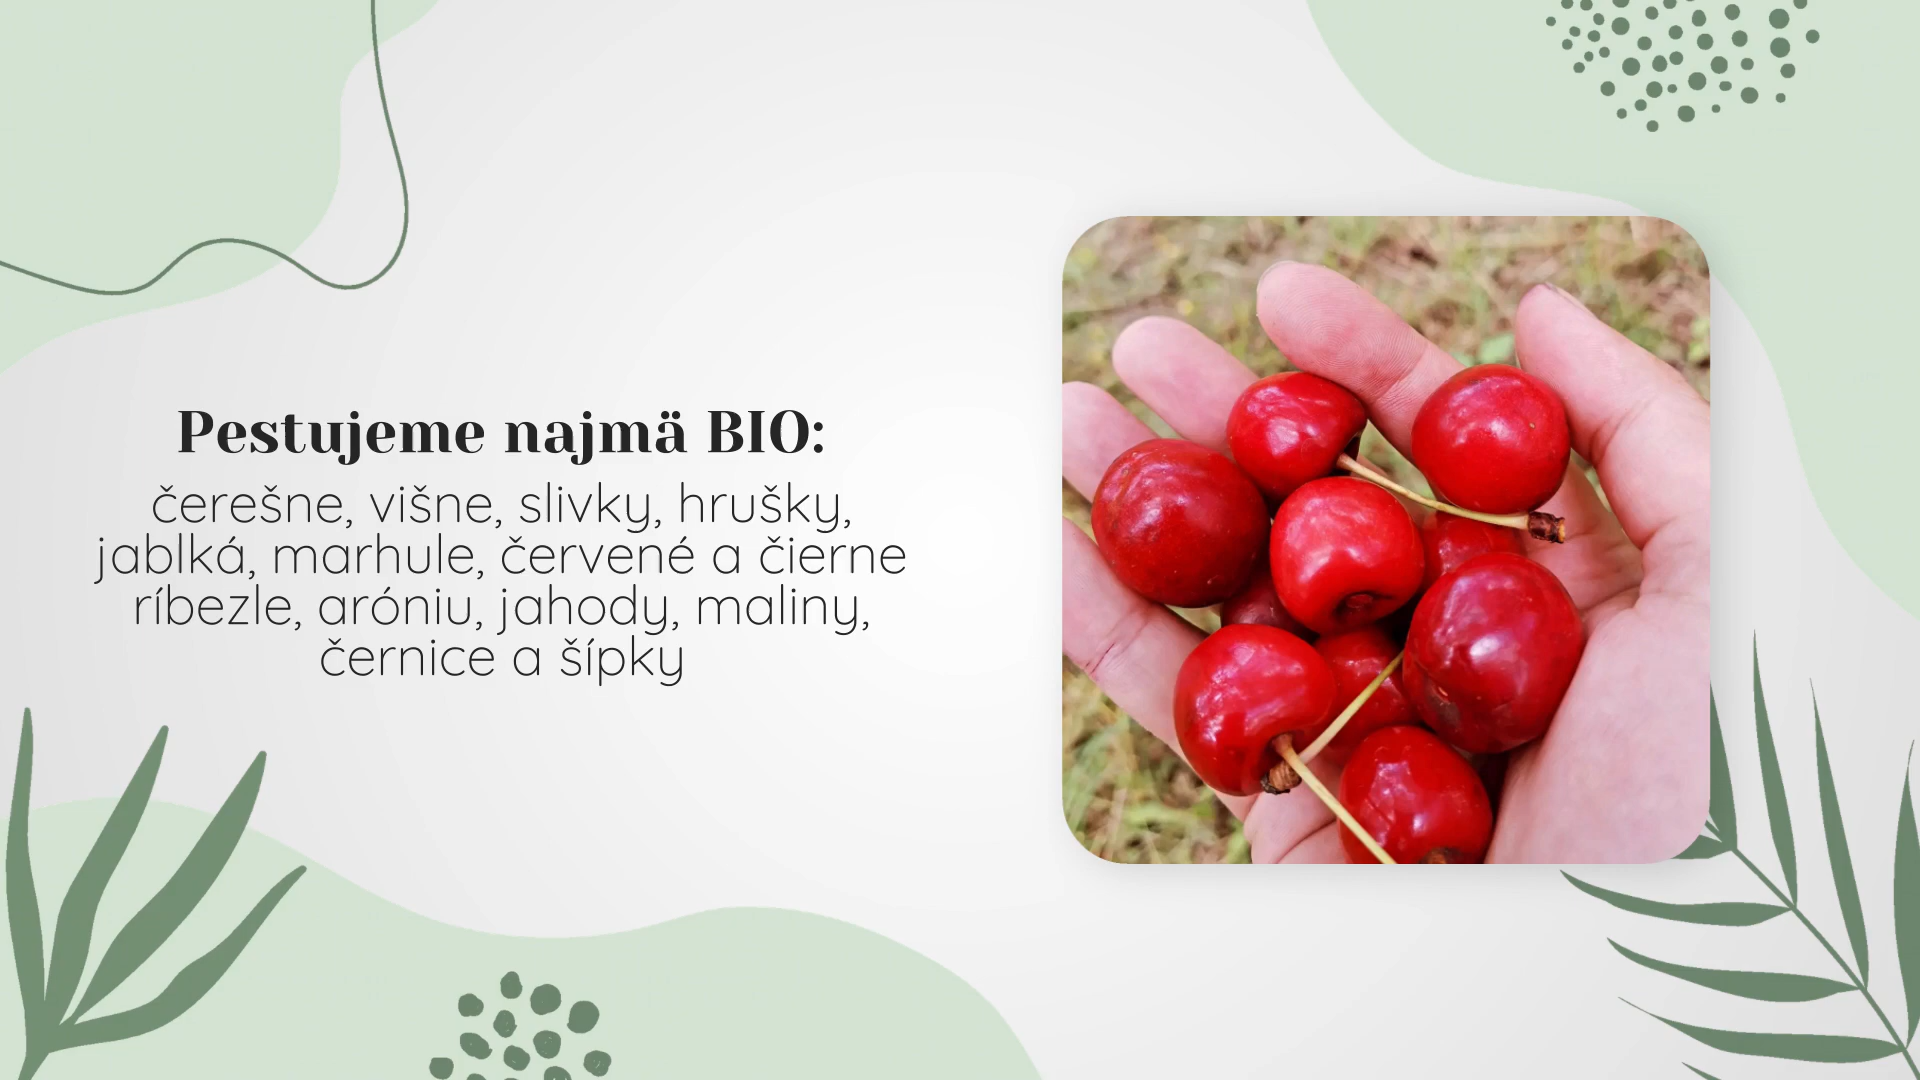 Pestujeme najmä BIO:
čerešne, višne, slivky, hrušky,
jablká, marhule, červené a čierne
ríbezle, aróniu, jahody, maliny,
černice a šípky